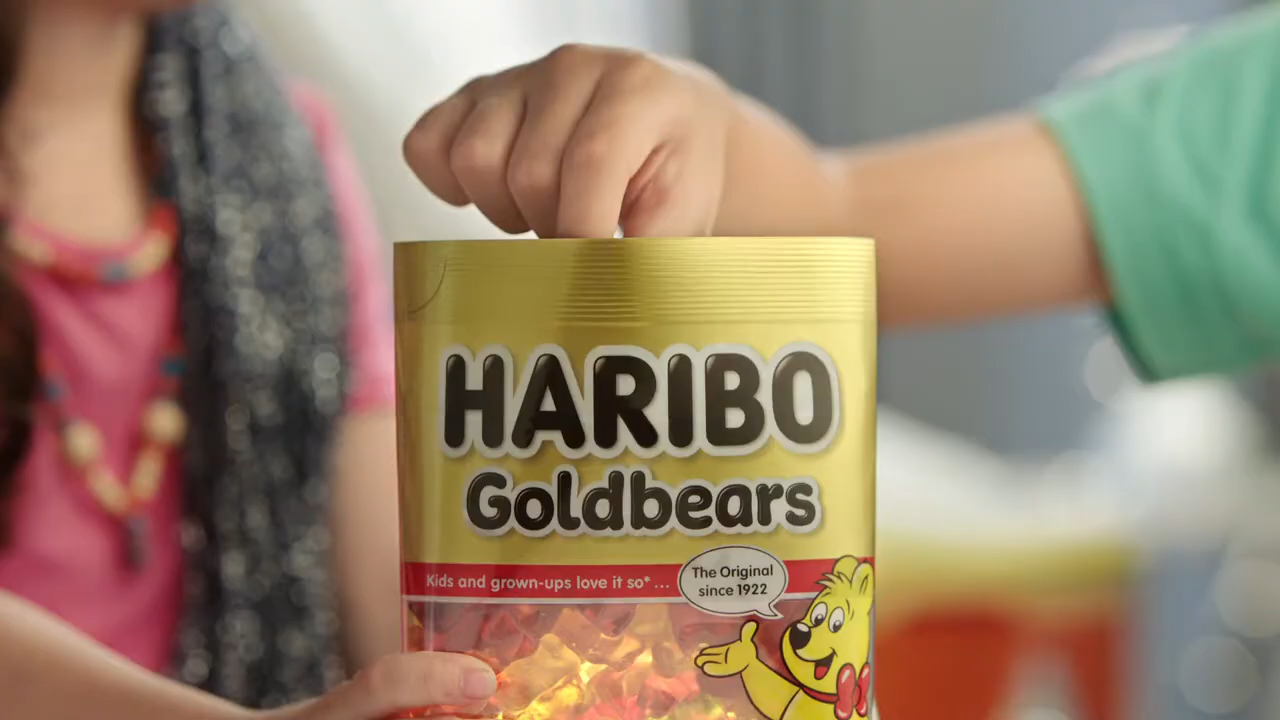 HARIBO
Goldbears
Kids and grown-ups love it so* ...
The Original
since 1922